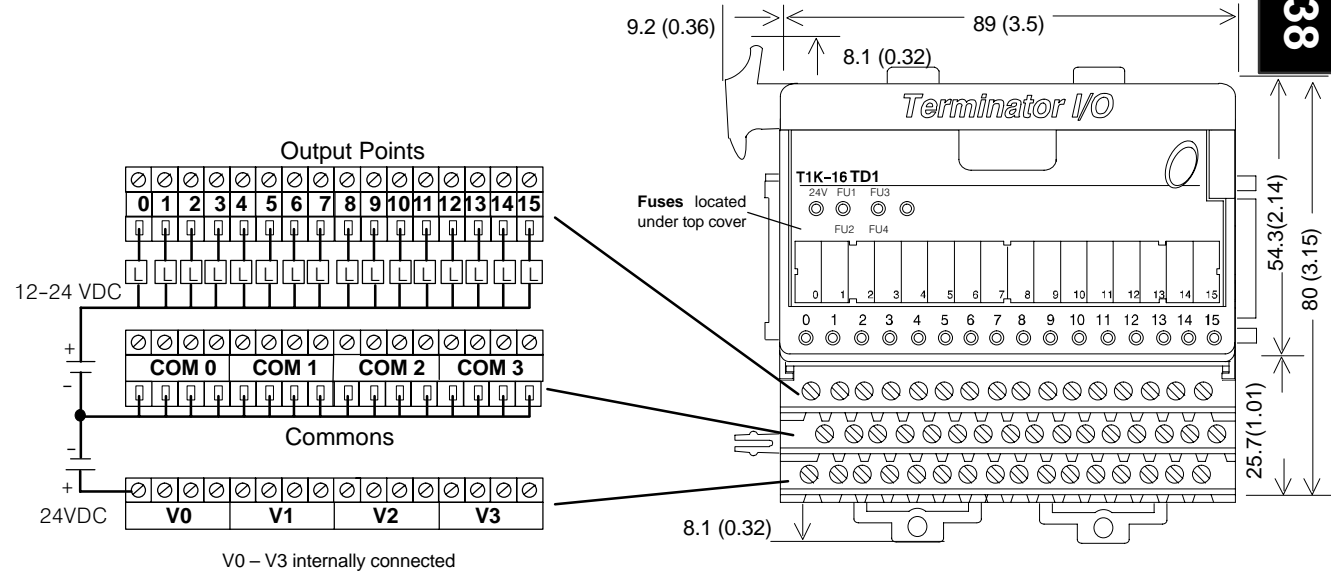 38
9.2 (0.36)
89 (3.5)
8.1 (0.32)
Terminator I/O
Output Points
0 1 2 3 4 5 6 7 8 9 10 11 12 13 14 15
L L L L L L L L L L L L L L L L
12–24 VDC
+
–
COM 0 COM 1 COM 2 COM 3
Commons
–
+
24VDC
V0 V1 V2 V3
V0 – V3 internally connected
Fuses located
under top cover
T1K–16 TD1
24V FU1 FU3
FU2 FU4
0 1 2 3 4 5 6 7 8 9 10 11 12 13 14 15
0 1 2 3 4 5 6 7 8 9 10 11 12 13 14 15
54.3(2.14)
80 (3.15)
25.7(1.01)
8.1 (0.32)